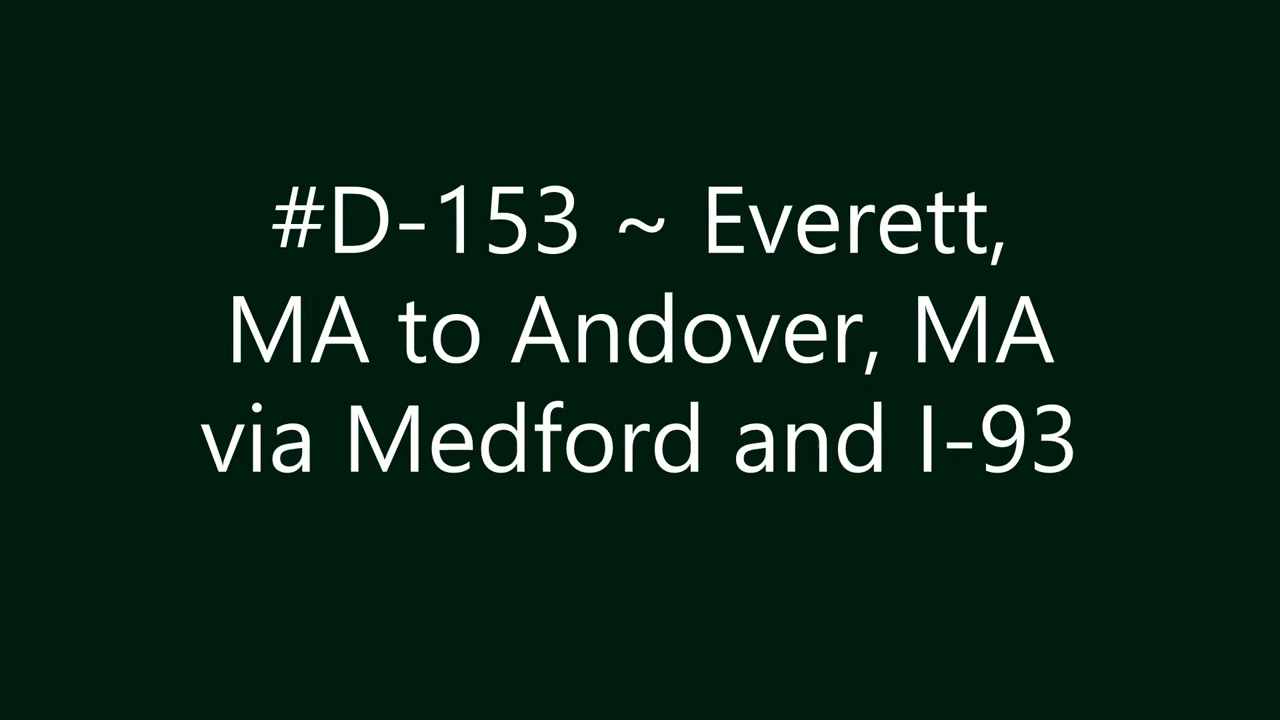 #D-153 ~ Everett,
MA to Andover, MA
via Medford and I-93